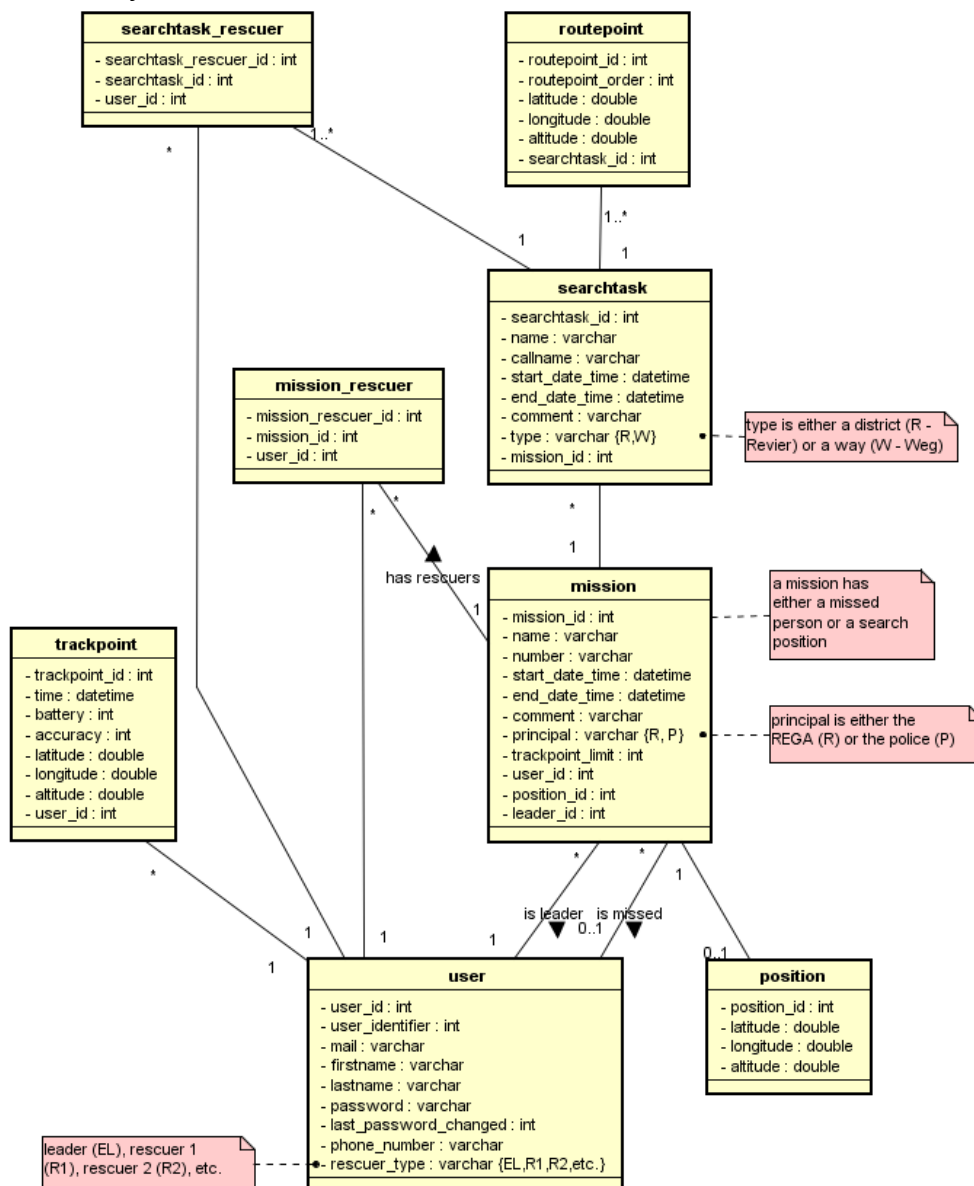 searchtask_rescuer
- searchtask_rescuer_id : int
- searchtask_id : int
- user_id : int
routepoint
- routepoint_id : int
- routepoint_order : int
- latitude : double
- longitude : double
- altitude : double
- searchtask_id : int
*
1..*
1
1..*
1
searchtask
- searchtask_id : int
- name : varchar
- callname : varchar
- start_date_time : datetime
- end_date_time : datetime
- comment : varchar
- type : varchar {R,W}
- mission_id : int
type is either a district (R -
Revier) or a way (W - Weg)
mission_rescuer
- mission_rescuer_id : int
- mission_id : int
- user_id : int
*
*
has rescuers
1
*
1
mission
- mission_id : int
- name : varchar
- number : varchar
- start_date_time : datetime
- end_date_time : datetime
- comment : varchar
- principal : varchar {R, P}
- trackpoint_limit : int
- user_id : int
- position_id : int
- leader_id : int
a mission has
either a missed
person or a search
position
principal is either the
REGA (R) or the police (P)
trackpoint
- trackpoint_id : int
- time : datetime
- battery : int
- accuracy : int
- latitude : double
- longitude : double
- altitude : double
- user_id : int
*
1
1
1
*
is leader
1
*
is missed
0..1
1
0..1
user
- user_id : int
- user_identifier : int
- mail : varchar
- firstname : varchar
- lastname : varchar
- password : varchar
- last_password_changed : int
- phone_number : varchar
- rescuer_type : varchar {EL,R1,R2,etc.}
position
- position_id : int
- latitude : double
- longitude : double
- altitude : double
leader (EL), rescuer 1
(R1), rescuer 2 (R2), etc.